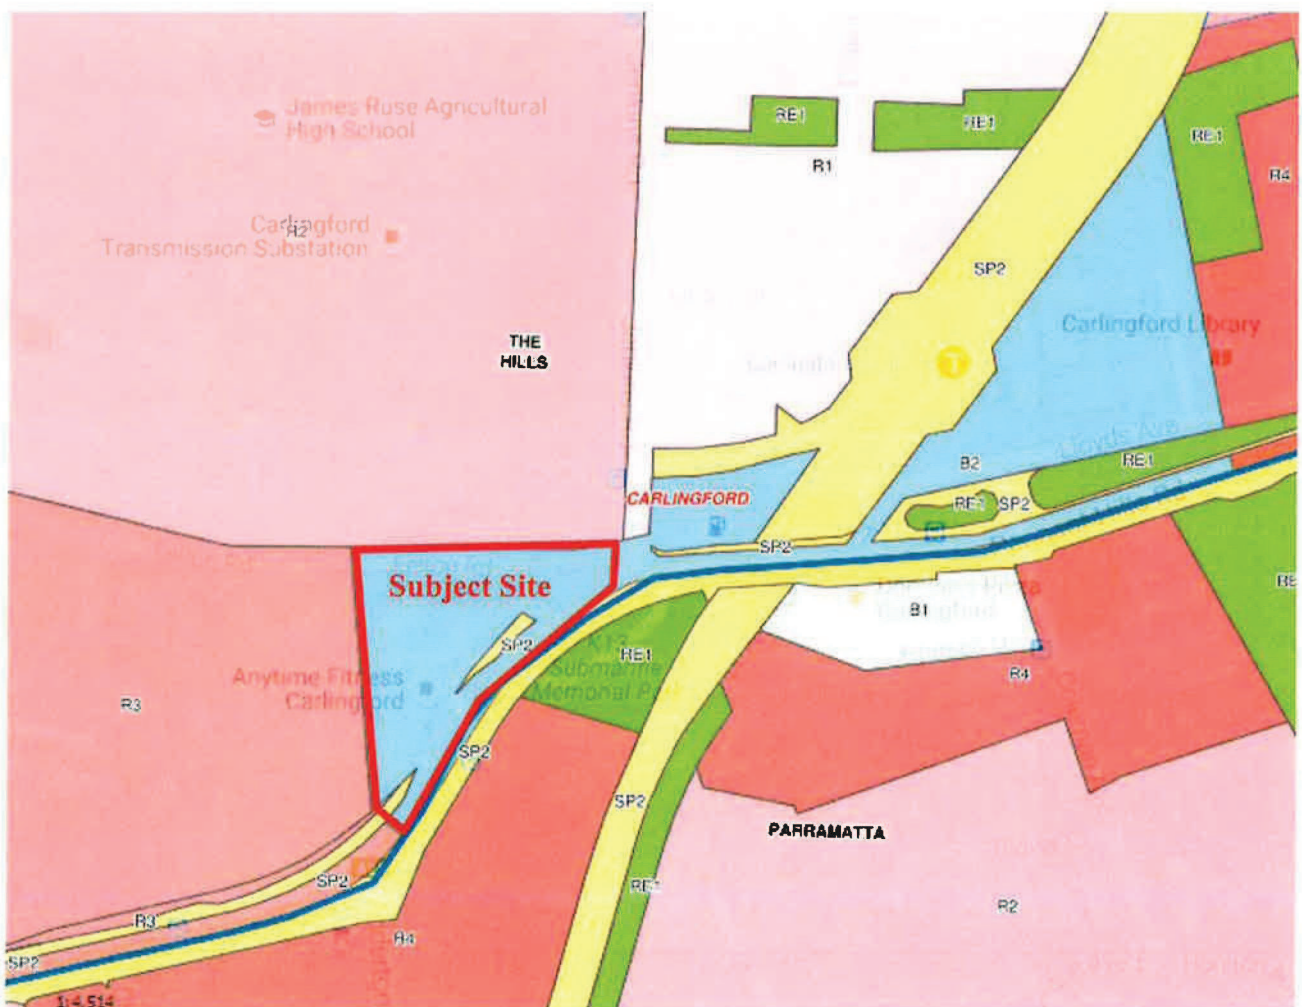 James Ruse Agricultural
High School
RE1
RE1
RE1
R1
R4
Carlingford
R2
Transmission Substation
SP2
Carlingford Library
THE
HILLS
T
Lloyds Ave
B2
RE1
CARLINGFORD
RE1
SP2
SP2
Subject Site
B1
SP2
RE1
K13
Submarine
Memorial Park
Anytime Fitness
Carlingford
R4
R3
SP2
SP2
PARRAMATTA
SP2
RE1
R2
R3
R4
SP2
1:4,514